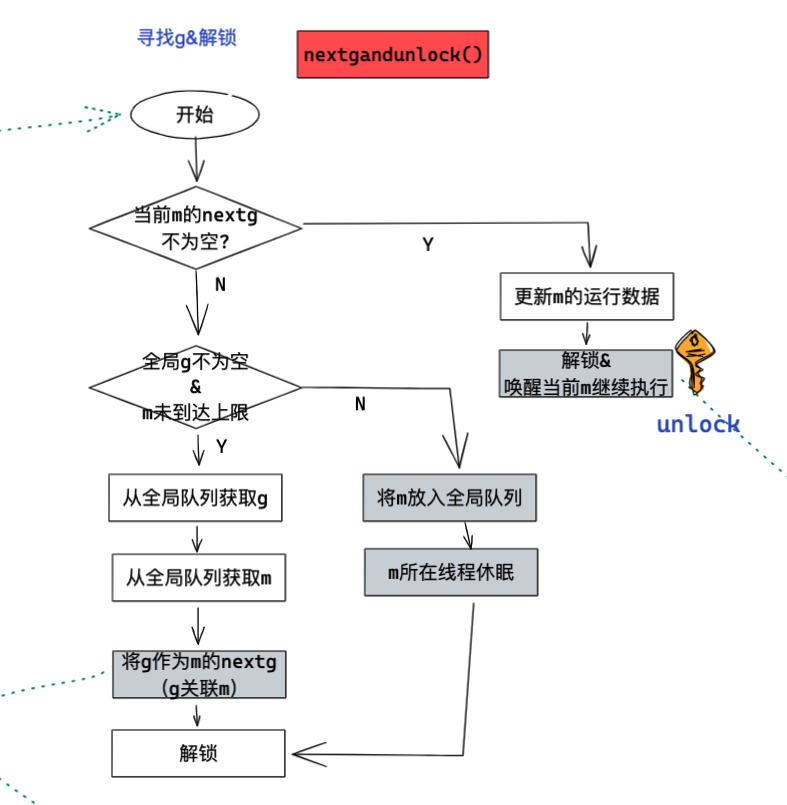 寻找g&解锁
nextgandunlock()
开始
当前m的nextg
不为空?
Y
N
更新m的运行数据
解锁&
唤醒当前m继续执行
unlock
全局g不为空
&
m未到达上限
N
Y
从全局队列获取g
将m放入全局队列
从全局队列获取m
m所在线程休眠
将g作为m的nextg
（g关联m）
解锁